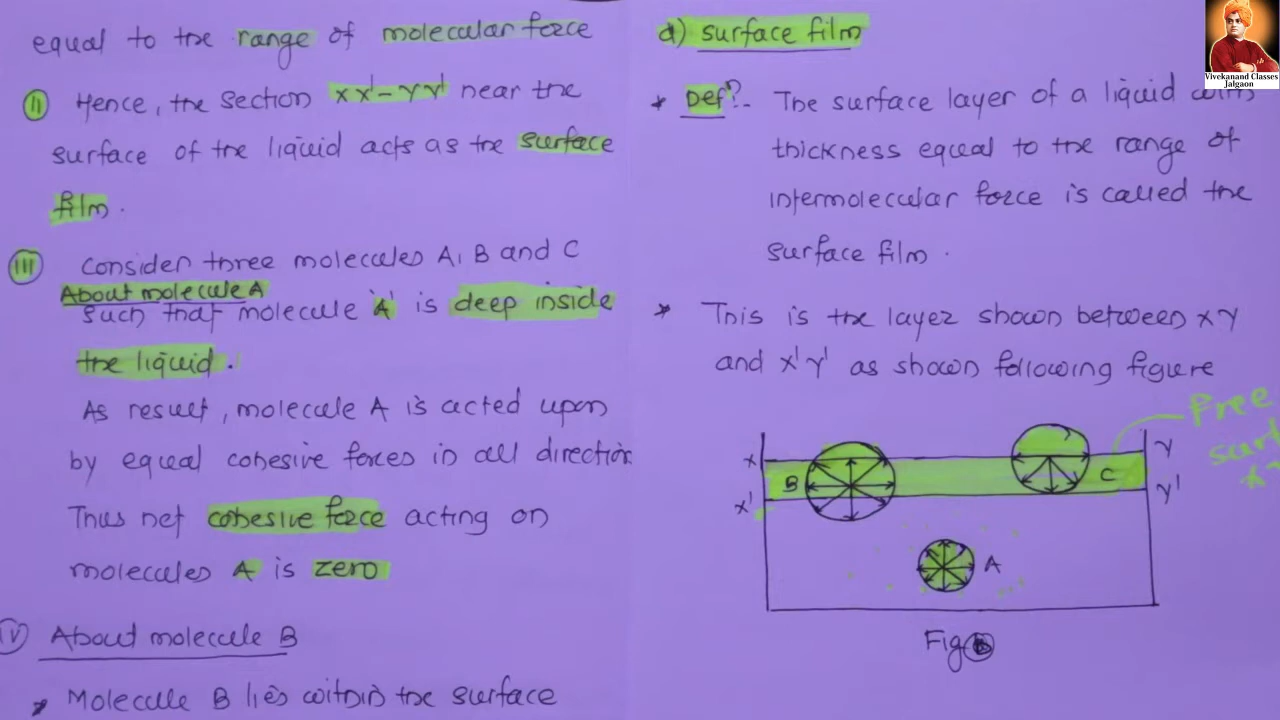 equal to the range of molecular force
II Hence, the section XX'-YY' near the
surface of the liquid acts as the surface
film.
III Consider three molecules A, B and C
About molecule A
such that molecule 'A' is deep inside
the liquid.
As result, molecule A is acted upon
by equal cohesive forces in all direction
Thus net cohesive force acting on
molecules A is zero
About molecule B
* Molecule B lies within the surface
d) surface film
* Defn:- The surface layer of a liquid with
thickness equal to the range of
intermolecular force is called the
surface film.
* This is the layer shown between XY
and X'Y' as shown following figure
Free
X
B
C
Y
X'
Y'
A
Fig
Vivekanand Classes
Jalgaon